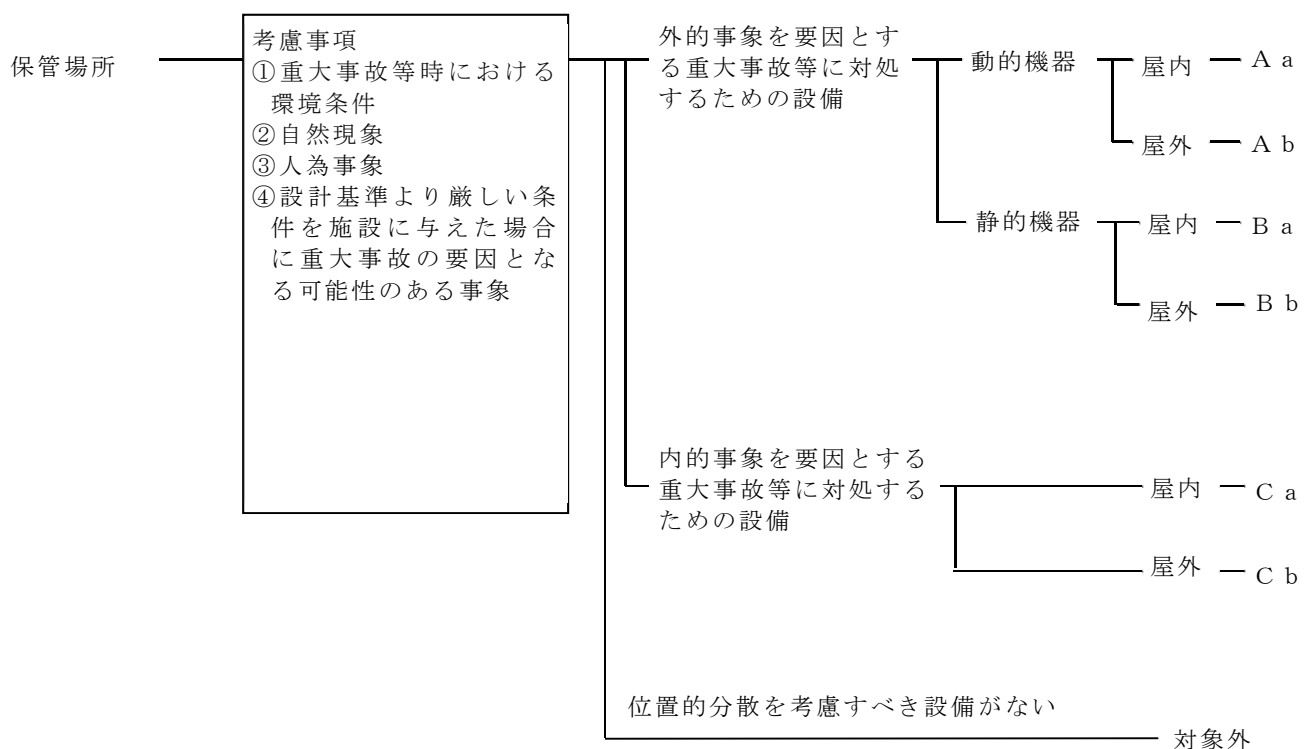 保管場所
考慮事項
①重大事故等時における
環境条件
②自然現象
③人為事象
④設計基準より厳しい条
件を施設に与えた場合
に重大事故の要因とな
る可能性のある事象
外的事象を要因とす
る重大事故等に対処
するための設備
動的機器
屋内
Ａａ
屋外
Ａｂ
静的機器
屋内
Ｂａ
屋外
Ｂｂ
内的事象を要因とする
重大事故等に対処する
ための設備
屋内
Ｃａ
屋外
Ｃｂ
位置的分散を考慮すべき設備がない
対象外